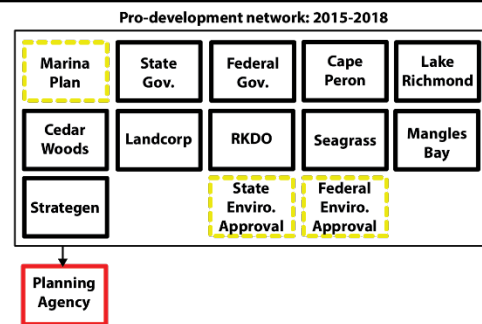 Pro-development network: 2015-2018
Marina
Plan
State
Gov.
Federal
Gov.
Cape
Peron
Lake
Richmond
Cedar
Woods
Landcorp
RKDO
Seagrass
Mangles
Bay
Strategen
State
Enviro.
Approval
Federal
Enviro.
Approval
Planning
Agency